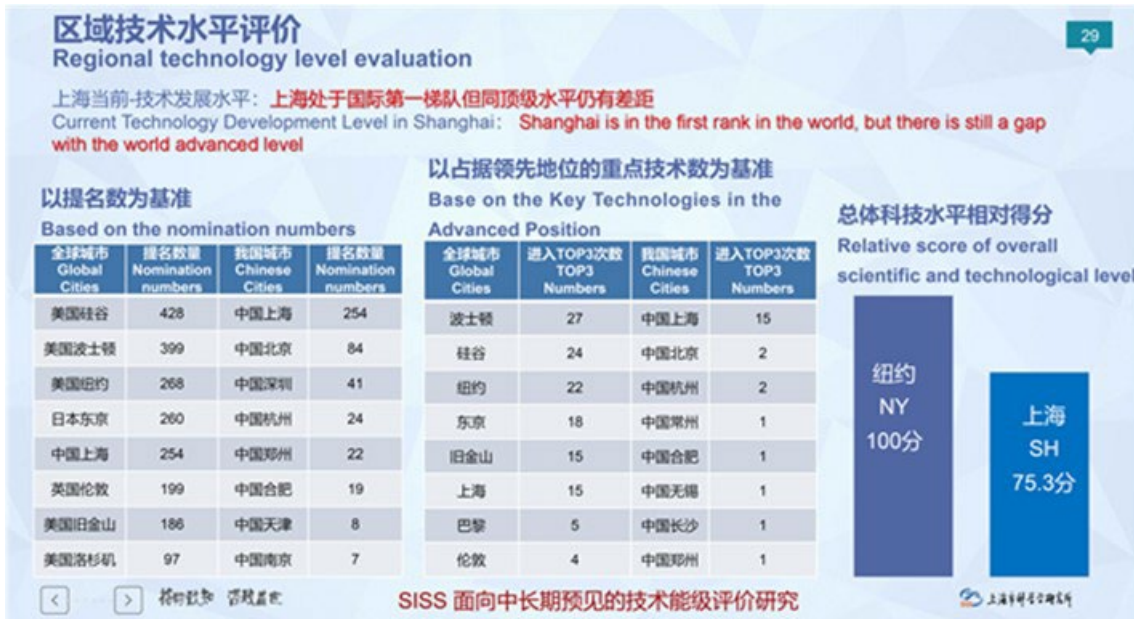 区域技术水平评价
Regional technology level evaluation
29
上海当前-技术发展水平：上海处于国际第一梯队但同顶级水平仍有差距
Current Technology Development Level in Shanghai： Shanghai is in the first rank in the world, but there is still a gap
with the world advanced level
以提名数为基准
Based on the nomination numbers
全球城市 提名数量 我国城市 提名数量
Global Nomination Chinese Nomination
Cities numbers Cities numbers
美国硅谷 428 中国上海 254
美国波士顿 399 中国北京 84
美国纽约 268 中国深圳 41
日本东京 260 中国杭州 24
中国上海 254 中国郑州 22
英国伦敦 199 中国合肥 19
美国旧金山 186 中国天津 8
美国洛杉矶 97 中国南京 7
以占据领先地位的重点技术数为基准
Base on the Key Technologies in the
Advanced Position
全球城市 进入TOP3次数 我国城市 进入TOP3次数
Global TOP3 Chinese TOP3
Cities Numbers Cities Numbers
波士顿 27 中国上海 15
硅谷 24 中国北京 2
纽约 22 中国杭州 2
东京 18 中国常州 1
旧金山 15 中国合肥 1
上海 15 中国无锡 1
巴黎 5 中国长沙 1
伦敦 4 中国郑州 1
总体科技水平相对得分
Relative score of overall
scientific and technological level
纽约
NY
100分
上海
SH
75.3分
SISS 面向中长期预见的技术能级评价研究
上海市科学学研究所